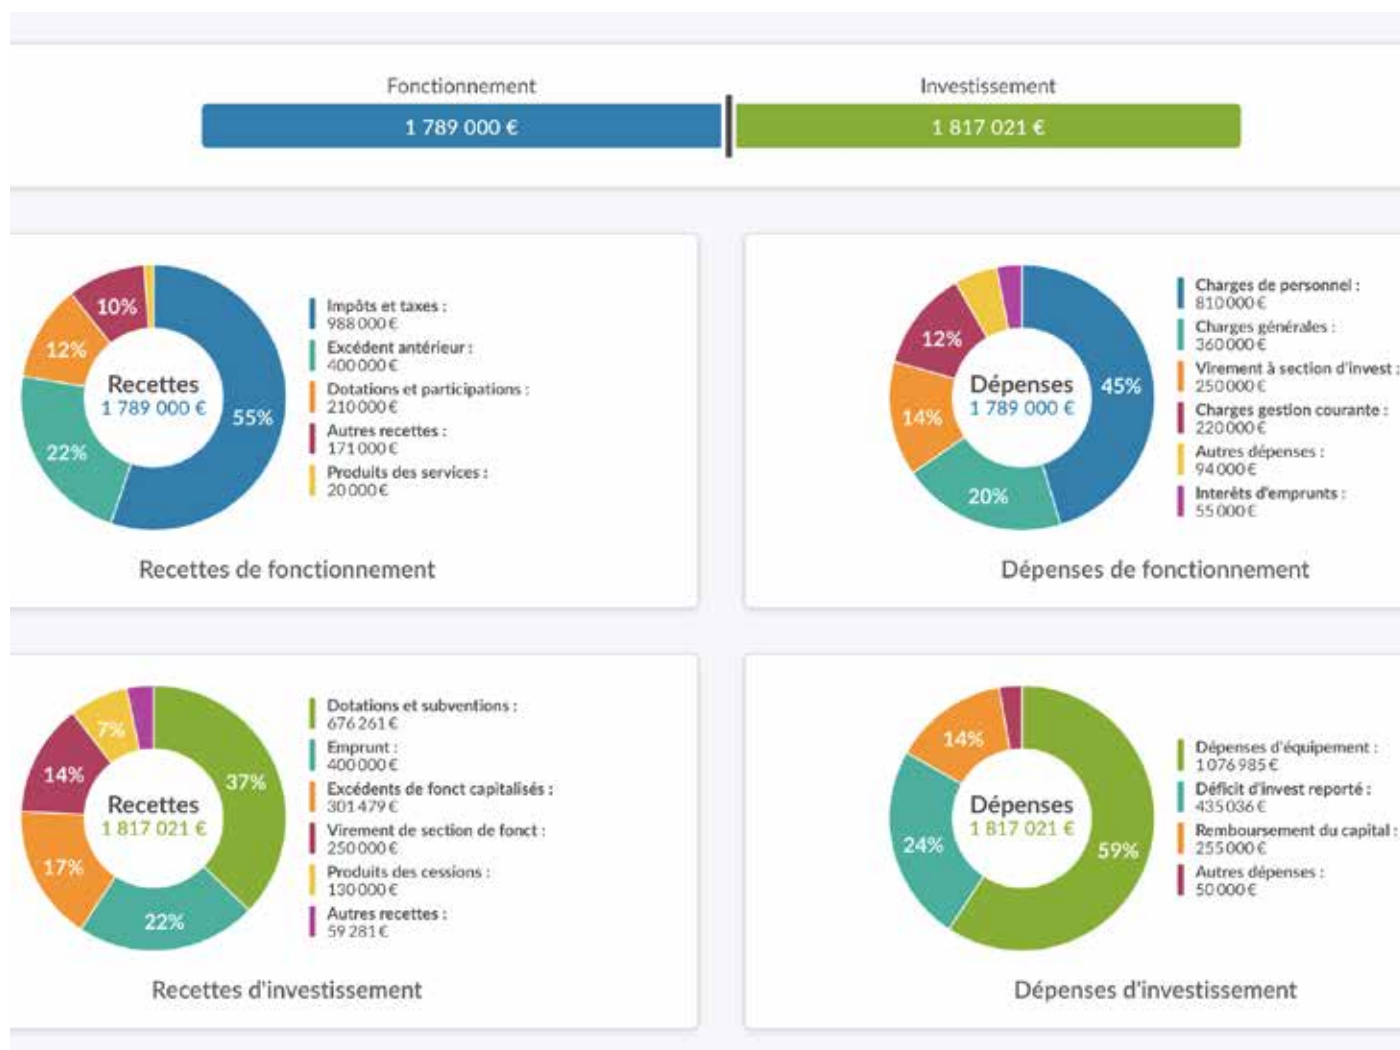 Fonctionnement
Investissement
1 789 000 €
1 817 021 €
10%
12%
22%
55%
Recettes
1 789 000 €
Impôts et taxes :
988 000 €
Excédent antérieur :
400 000 €
Dotations et participations :
210 000 €
Autres recettes :
171 000 €
Produits des services :
20 000 €
Recettes de fonctionnement
12%
14%
20%
45%
Dépenses
1 789 000 €
Charges de personnel :
810 000 €
Charges générales :
360 000 €
Virement à section d'invest :
250 000 €
Charges gestion courante :
220 000 €
Autres dépenses :
94 000 €
Interêts d'emprunts :
55 000 €
Dépenses de fonctionnement
7%
14%
17%
22%
37%
Recettes
1 817 021 €
Dotations et subventions :
676 261 €
Emprunt :
400 000 €
Excédents de fonct capitalisés :
301 479 €
Virement de section de fonct :
250 000 €
Produits des cessions :
130 000 €
Autres recettes :
59 281 €
Recettes d'investissement
14%
24%
59%
Dépenses
1 817 021 €
Dépenses d'équipement :
1 076 985 €
Déficit d'invest reporté :
435 036 €
Remboursement du capital :
255 000 €
Autres dépenses :
50 000 €
Dépenses d'investissement